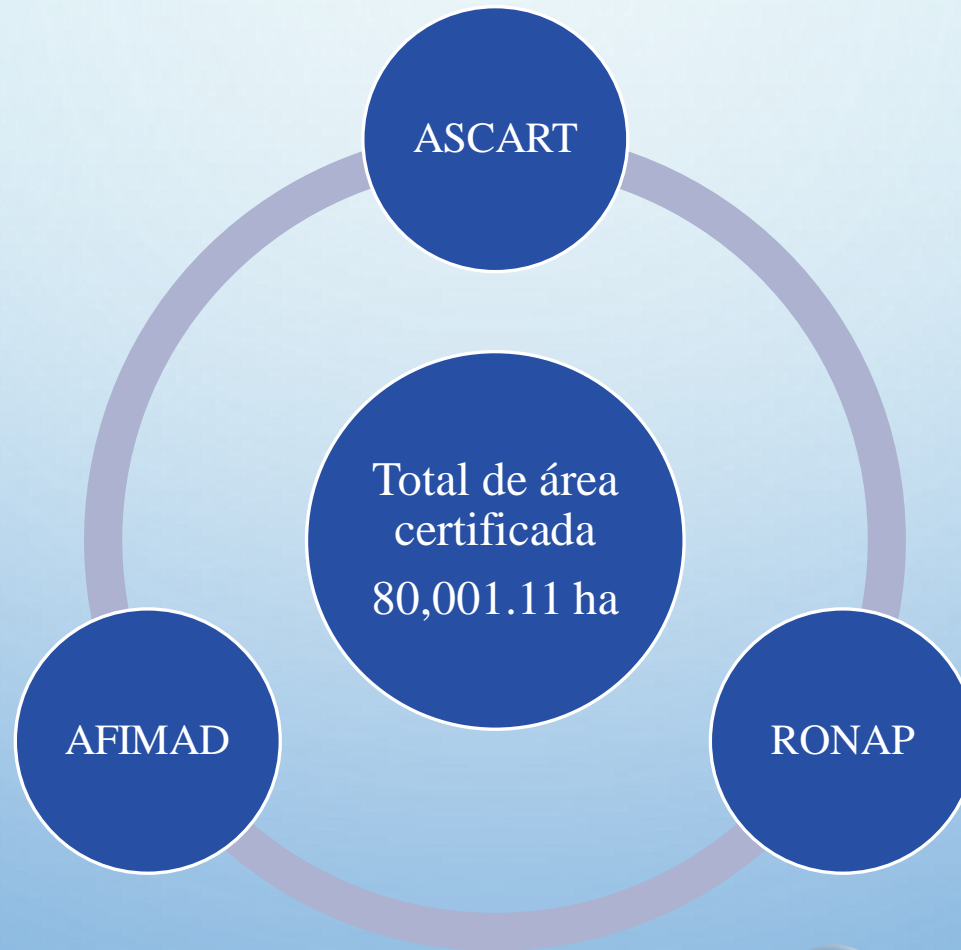 ASCART
Total de área
certificada
80,001.11 ha
AFIMAD
RONAP